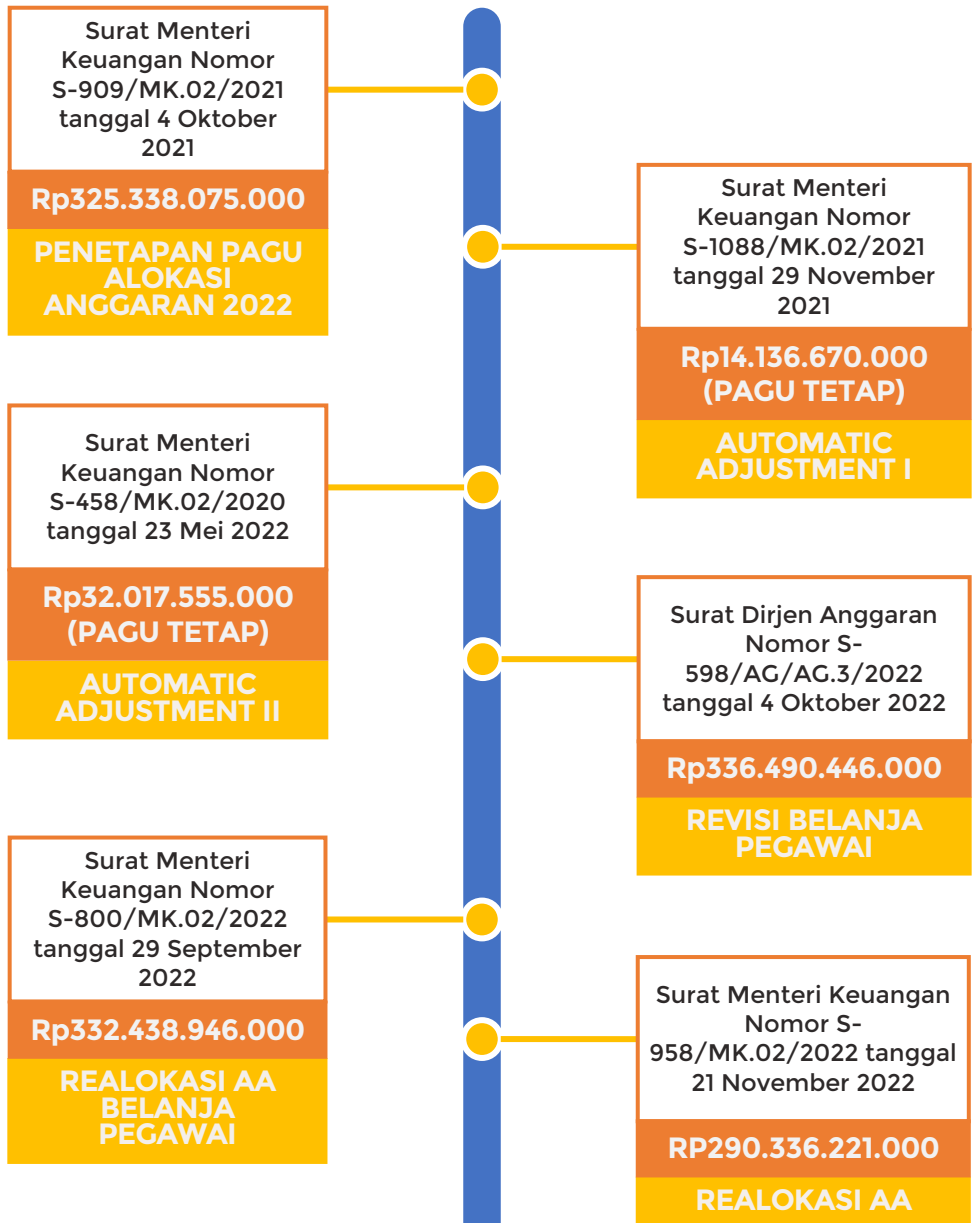 Surat Menteri
Keuangan Nomor
S-909/MK.02/2021
tanggal 4 Oktober
2021
Rp325.338.075.000
PENETAPAN PAGU
ALOKASI
ANGGARAN 2022
Surat Menteri
Keuangan Nomor
S-1088/MK.02/2021
tanggal 29 November
2021
Rp14.136.670.000
(PAGU TETAP)
AUTOMATIC
ADJUSTMENT I
Surat Menteri
Keuangan Nomor
S-458/MK.02/2020
tanggal 23 Mei 2022
Rp32.017.555.000
(PAGU TETAP)
AUTOMATIC
ADJUSTMENT II
Surat Dirjen Anggaran
Nomor S-
598/AG/AG.3/2022
tanggal 4 Oktober 2022
Rp336.490.446.000
REVISI BELANJA
PEGAWAI
Surat Menteri
Keuangan Nomor
S-800/MK.02/2022
tanggal 29 September
2022
Rp332.438.946.000
REALOKASI AA
BELANJA
PEGAWAI
Surat Menteri Keuangan
Nomor S-
958/MK.02/2022 tanggal
21 November 2022
RP290.336.221.000
REALOKASI AA